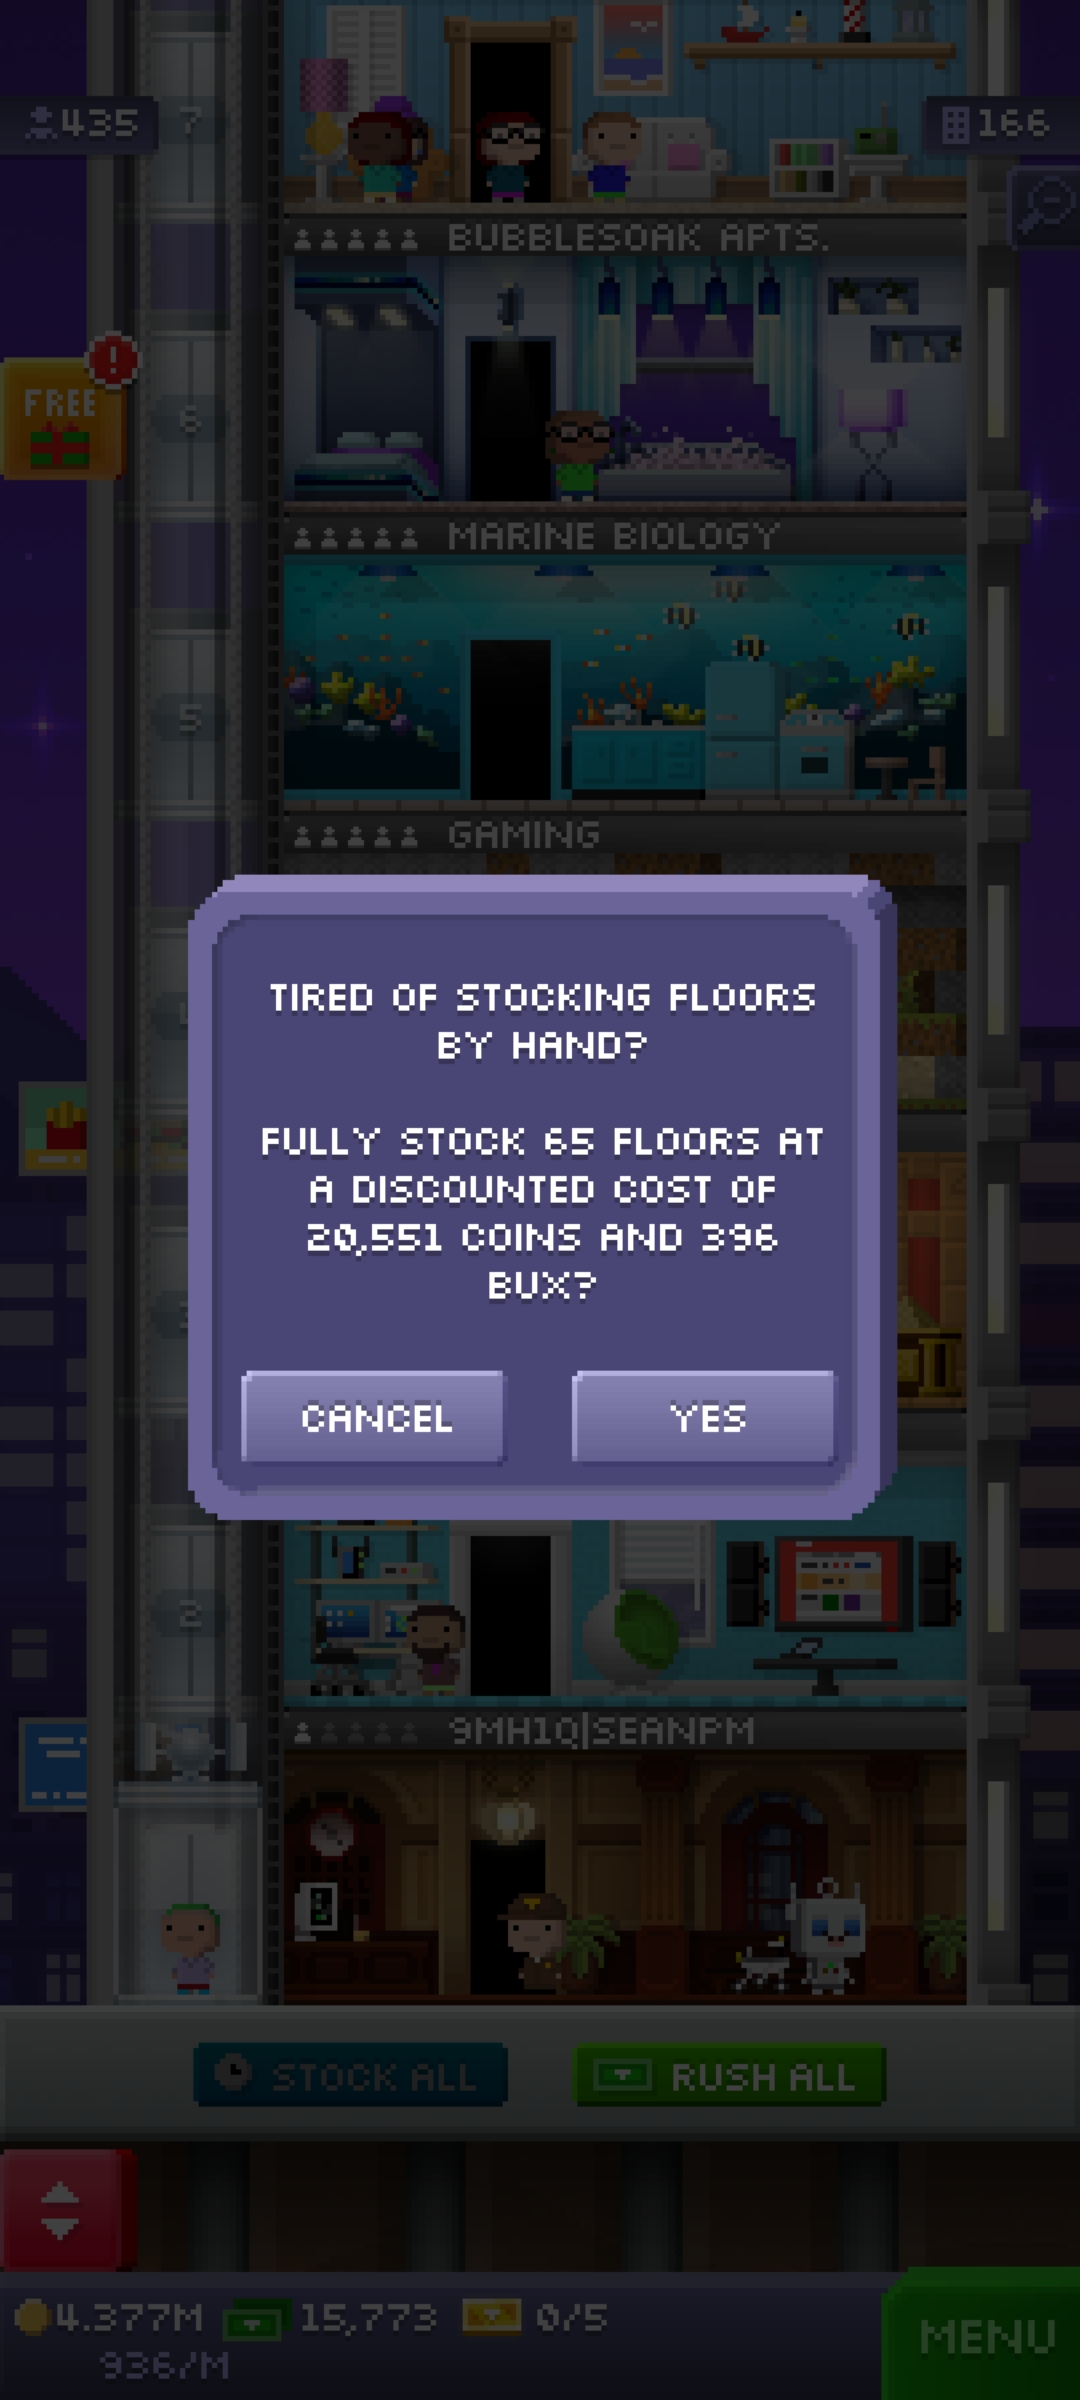 435
7
166
BUBBLESOAK APTS.
FREE
!
6
MARINE BIOLOGY
5
GAMING
TIRED OF STOCKING FLOORS
BY HAND?
FULLY STOCK 65 FLOORS AT
A DISCOUNTED COST OF
20,551 COINS AND 396
BUX?
CANCEL
YES
2
9MH1Q|SEANPM
STOCK ALL
RUSH ALL
4.377M
15,773
0/5
936/M
MENU